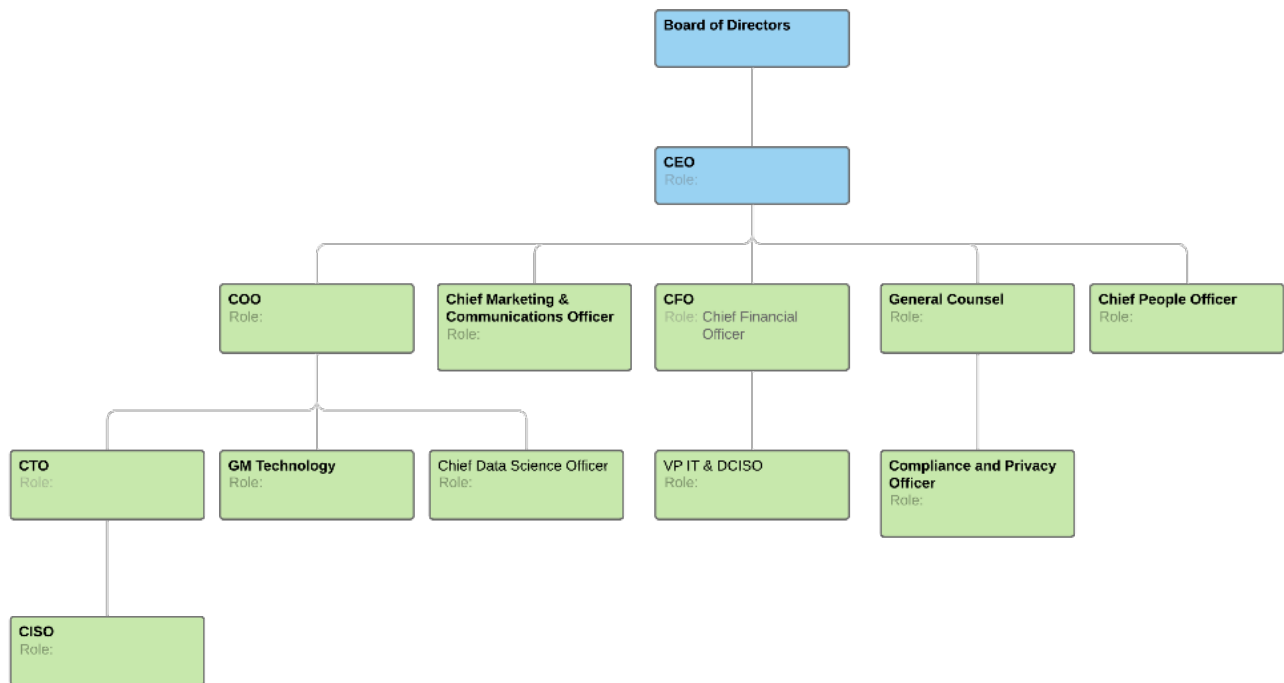 Board of Directors
CEO
Role:
COO
Role:
Chief Marketing &
Communications Officer
Role:
CFO
Role: Chief Financial
Officer
General Counsel
Role:
Chief People Officer
Role:
CTO
Role:
GM Technology
Role:
Chief Data Science Officer
Role:
VP IT & DCISO
Role:
Compliance and Privacy
Officer
Role:
CISO
Role: